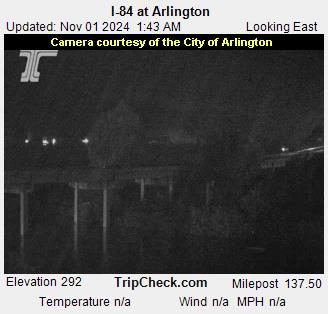 I-84 at Arlington
Updated: Nov 01 2024 1:43 AM Looking East
Camera courtesy of the City of Arlington
Elevation 292 TripCheck.com Milepost 137.50
Temperature n/a Wind n/a MPH n/a